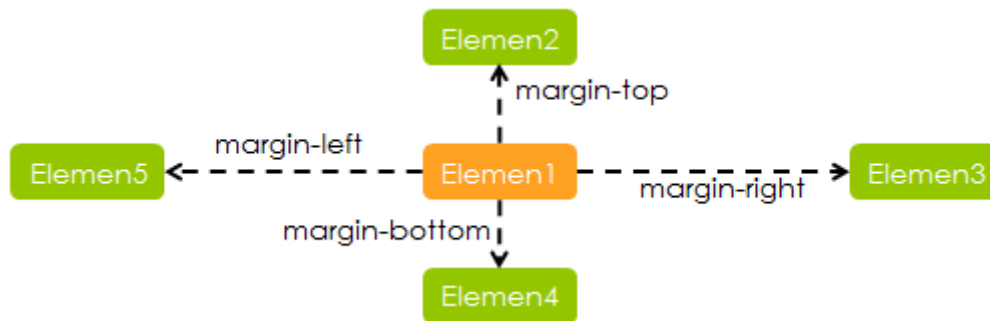 Elemen2
margin-top
margin-left
Elemen5
Elemen1
Elemen3
margin-right
margin-bottom
Elemen4